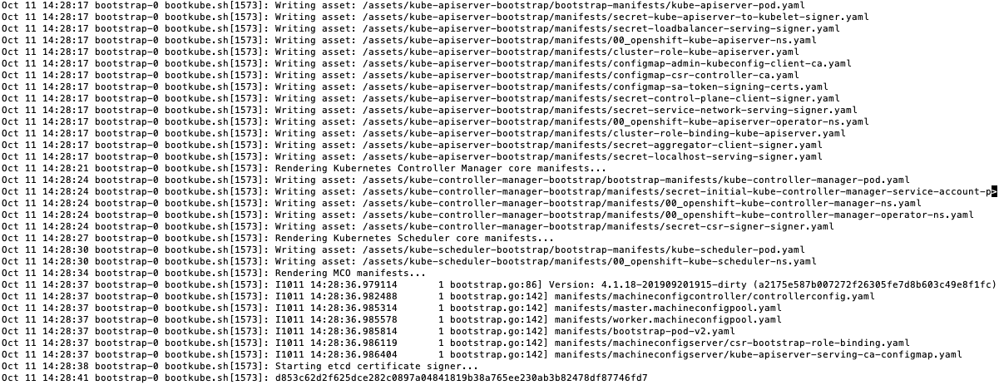 Oct 11 14:28:17 bootstrap-0 bootkube.sh[1573]: Writing asset: /assets/kube-apiserver-bootstrap/bootstrap-manifests/kube-apiserver-pod.yaml
Oct 11 14:28:17 bootstrap-0 bootkube.sh[1573]: Writing asset: /assets/kube-apiserver-bootstrap/manifests/secret-kube-apiserver-to-kubelet-signer.yaml
Oct 11 14:28:17 bootstrap-0 bootkube.sh[1573]: Writing asset: /assets/kube-apiserver-bootstrap/manifests/secret-loadbalancer-serving-signer.yaml
Oct 11 14:28:17 bootstrap-0 bootkube.sh[1573]: Writing asset: /assets/kube-apiserver-bootstrap/manifests/00_openshift-kube-apiserver-ns.yaml
Oct 11 14:28:17 bootstrap-0 bootkube.sh[1573]: Writing asset: /assets/kube-apiserver-bootstrap/manifests/cluster-role-kube-apiserver.yaml
Oct 11 14:28:17 bootstrap-0 bootkube.sh[1573]: Writing asset: /assets/kube-apiserver-bootstrap/manifests/configmap-admin-kubeconfig-client-ca.yaml
Oct 11 14:28:17 bootstrap-0 bootkube.sh[1573]: Writing asset: /assets/kube-apiserver-bootstrap/manifests/configmap-csr-controller-ca.yaml
Oct 11 14:28:17 bootstrap-0 bootkube.sh[1573]: Writing asset: /assets/kube-apiserver-bootstrap/manifests/configmap-sa-token-signing-certs.yaml
Oct 11 14:28:17 bootstrap-0 bootkube.sh[1573]: Writing asset: /assets/kube-apiserver-bootstrap/manifests/secret-control-plane-client-signer.yaml
Oct 11 14:28:17 bootstrap-0 bootkube.sh[1573]: Writing asset: /assets/kube-apiserver-bootstrap/manifests/secret-service-network-serving-signer.yaml
Oct 11 14:28:17 bootstrap-0 bootkube.sh[1573]: Writing asset: /assets/kube-apiserver-bootstrap/manifests/00_openshift-kube-apiserver-operator-ns.yaml
Oct 11 14:28:17 bootstrap-0 bootkube.sh[1573]: Writing asset: /assets/kube-apiserver-bootstrap/manifests/cluster-role-binding-kube-apiserver.yaml
Oct 11 14:28:17 bootstrap-0 bootkube.sh[1573]: Writing asset: /assets/kube-apiserver-bootstrap/manifests/secret-aggregator-client-signer.yaml
Oct 11 14:28:17 bootstrap-0 bootkube.sh[1573]: Writing asset: /assets/kube-apiserver-bootstrap/manifests/secret-localhost-serving-signer.yaml
Oct 11 14:28:21 bootstrap-0 bootkube.sh[1573]: Rendering Kubernetes Controller Manager core manifests...
Oct 11 14:28:24 bootstrap-0 bootkube.sh[1573]: Writing asset: /assets/kube-controller-manager-bootstrap/bootstrap-manifests/kube-controller-manager-pod.yaml
Oct 11 14:28:24 bootstrap-0 bootkube.sh[1573]: Writing asset: /assets/kube-controller-manager-bootstrap/manifests/secret-initial-kube-controller-manager-service-account-p>
Oct 11 14:28:24 bootstrap-0 bootkube.sh[1573]: Writing asset: /assets/kube-controller-manager-bootstrap/manifests/00_openshift-kube-controller-manager-ns.yaml
Oct 11 14:28:24 bootstrap-0 bootkube.sh[1573]: Writing asset: /assets/kube-controller-manager-bootstrap/manifests/00_openshift-kube-controller-manager-operator-ns.yaml
Oct 11 14:28:24 bootstrap-0 bootkube.sh[1573]: Writing asset: /assets/kube-controller-manager-bootstrap/manifests/secret-csr-signer-signer.yaml
Oct 11 14:28:27 bootstrap-0 bootkube.sh[1573]: Rendering Kubernetes Scheduler core manifests...
Oct 11 14:28:30 bootstrap-0 bootkube.sh[1573]: Writing asset: /assets/kube-scheduler-bootstrap/bootstrap-manifests/kube-scheduler-pod.yaml
Oct 11 14:28:30 bootstrap-0 bootkube.sh[1573]: Writing asset: /assets/kube-scheduler-bootstrap/manifests/00_openshift-kube-scheduler-ns.yaml
Oct 11 14:28:34 bootstrap-0 bootkube.sh[1573]: Rendering MCO manifests...
Oct 11 14:28:37 bootstrap-0 bootkube.sh[1573]: I1011 14:28:36.979114       1 bootstrap.go:86] Version: 4.1.18-201909201915-dirty (a2175e587b007272f26305fe7d8b603c49e8f1fc)
Oct 11 14:28:37 bootstrap-0 bootkube.sh[1573]: I1011 14:28:36.982488       1 bootstrap.go:142] manifests/machineconfigcontroller/controllerconfig.yaml
Oct 11 14:28:37 bootstrap-0 bootkube.sh[1573]: I1011 14:28:36.985314       1 bootstrap.go:142] manifests/master.machineconfigpool.yaml
Oct 11 14:28:37 bootstrap-0 bootkube.sh[1573]: I1011 14:28:36.985578       1 bootstrap.go:142] manifests/worker.machineconfigpool.yaml
Oct 11 14:28:37 bootstrap-0 bootkube.sh[1573]: I1011 14:28:36.985814       1 bootstrap.go:142] manifests/bootstrap-pod-v2.yaml
Oct 11 14:28:37 bootstrap-0 bootkube.sh[1573]: I1011 14:28:36.986119       1 bootstrap.go:142] manifests/machineconfigserver/csr-bootstrap-role-binding.yaml
Oct 11 14:28:37 bootstrap-0 bootkube.sh[1573]: I1011 14:28:36.986404       1 bootstrap.go:142] manifests/machineconfigserver/kube-apiserver-serving-ca-configmap.yaml
Oct 11 14:28:38 bootstrap-0 bootkube.sh[1573]: Starting etcd certificate signer...
Oct 11 14:28:41 bootstrap-0 bootkube.sh[1573]: d853c62d2f625dce282c0897a04841819b38a765ee230ab3b82478df87746fd7